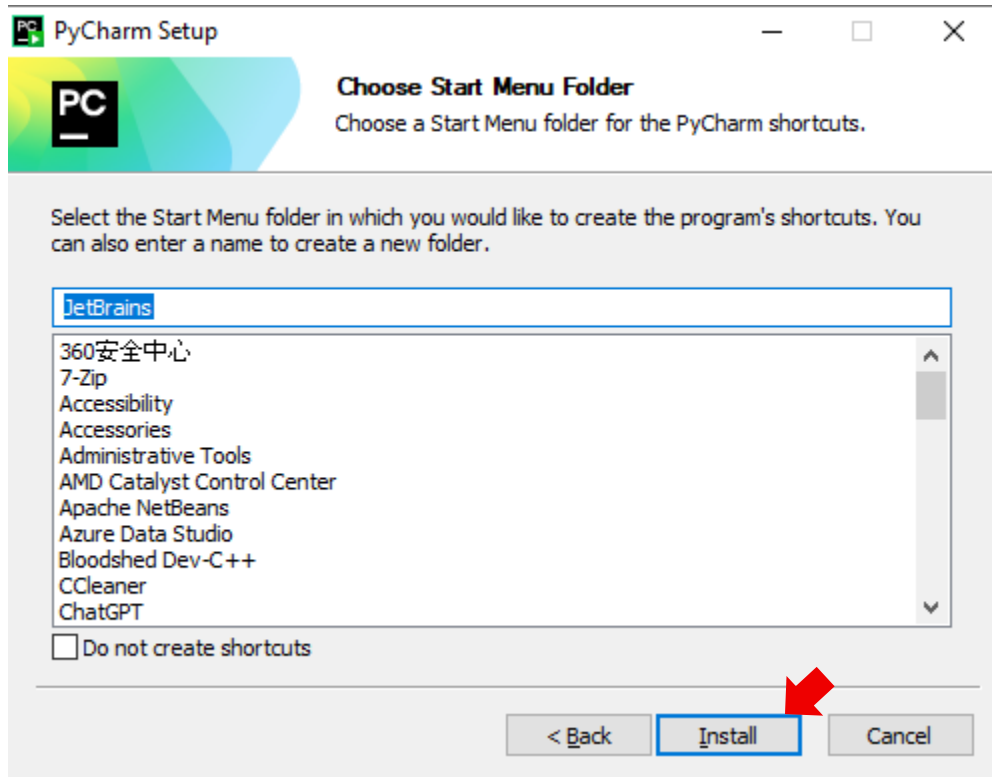 PyCharm Setup
PC
Choose Start Menu Folder
Choose a Start Menu folder for the PyCharm shortcuts.
Select the Start Menu folder in which you would like to create the program's shortcuts. You
can also enter a name to create a new folder.
JetBrains
360安全中心
7-Zip
Accessibility
Accessories
Administrative Tools
AMD Catalyst Control Center
Apache NetBeans
Azure Data Studio
Bloodshed Dev-C++
CCleaner
ChatGPT
Do not create shortcuts
< Back
Install
Cancel